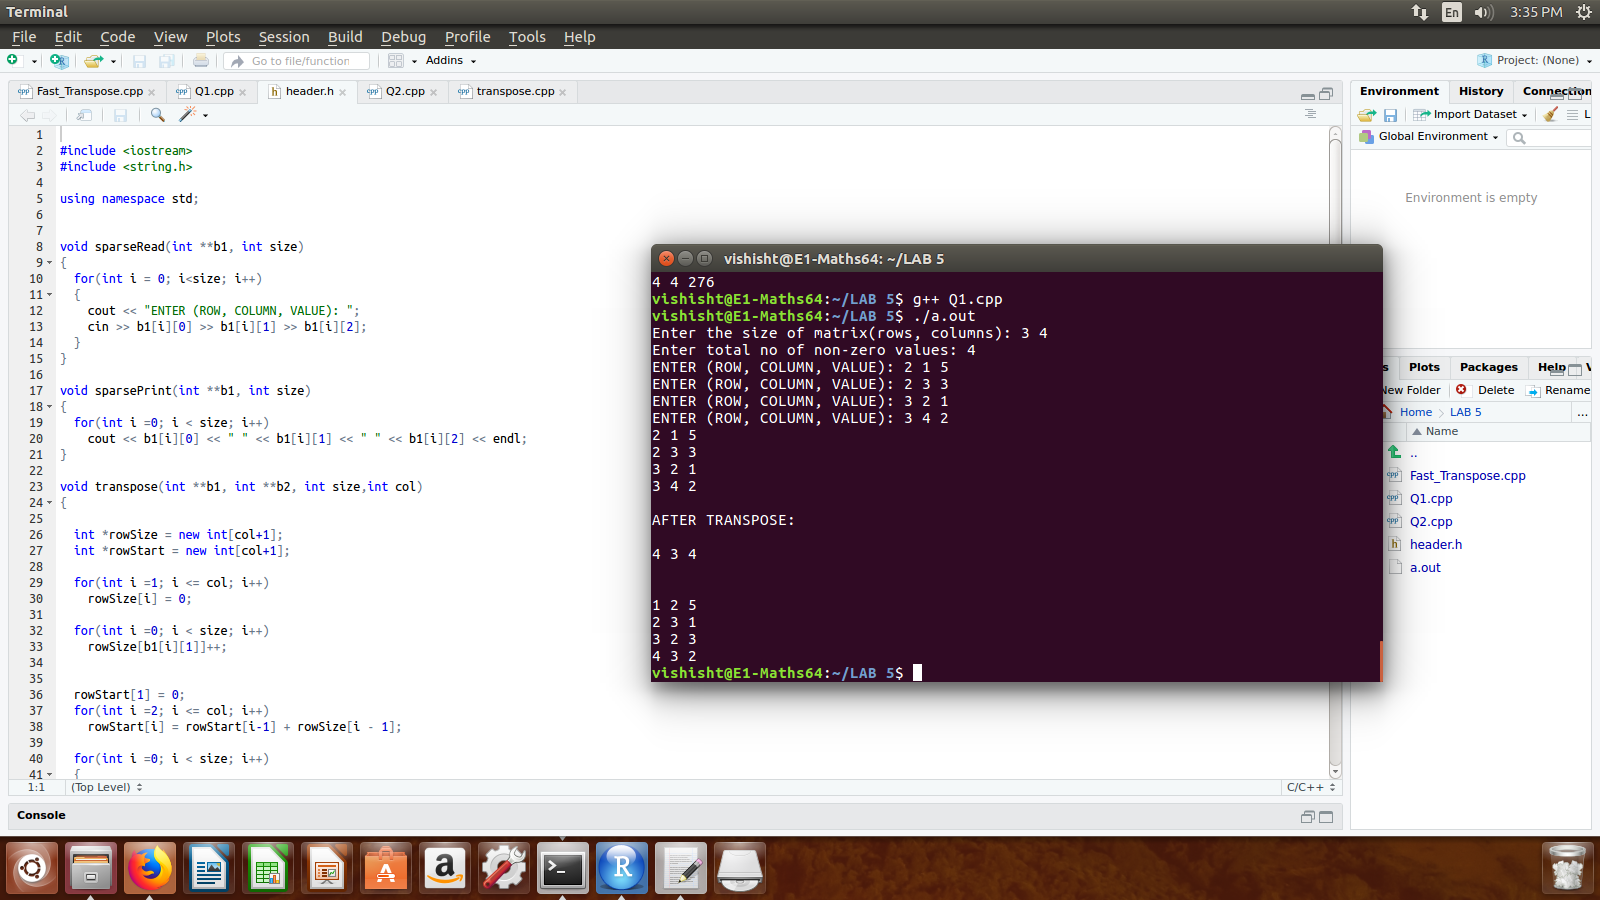 Terminal
En
3:35 PM
File Edit Code View Plots Session Build Debug Profile Tools Help
Go to file/function
Addins
Project: (None)
Fast_Transpose.cpp
Q1.cpp
header.h
Q2.cpp
transpose.cpp
1
2 #include <iostream>
3 #include <string.h>
4
5 using namespace std;
6
7
8 void sparseRead(int **b1, int size)
9 {
10 for(int i = 0; i<size; i++)
11 {
12 cout << "ENTER (ROW, COLUMN, VALUE): ";
13 cin >> b1[i][0] >> b1[i][1] >> b1[i][2];
14 }
15 }
16
17 void sparsePrint(int **b1, int size)
18 {
19 for(int i =0; i < size; i++)
20 cout << b1[i][0] << " " << b1[i][1] << " " << b1[i][2] << endl;
21 }
22
23 void transpose(int **b1, int **b2, int size,int col)
24 {
25
26 int *rowSize = new int[col+1];
27 int *rowStart = new int[col+1];
28
29 for(int i =1; i <= col; i++)
30 rowSize[i] = 0;
31
32 for(int i =0; i < size; i++)
33 rowSize[b1[i][1]]++;
34
35
36 rowStart[1] = 0;
37 for(int i =2; i <= col; i++)
38 rowStart[i] = rowStart[i-1] + rowSize[i - 1];
39
40 for(int i =0; i < size; i++)
41 {
1:1 (Top Level)
C/C++
Console
vishisht@E1-Maths64: ~/LAB 5
4 4 276
vishisht@E1-Maths64:~/LAB 5$ g++ Q1.cpp
vishisht@E1-Maths64:~/LAB 5$ ./a.out
Enter the size of matrix(rows, columns): 3 4
Enter total no of non-zero values: 4
ENTER (ROW, COLUMN, VALUE): 2 1 5
ENTER (ROW, COLUMN, VALUE): 2 3 3
ENTER (ROW, COLUMN, VALUE): 3 2 1
ENTER (ROW, COLUMN, VALUE): 3 4 2
2 1 5
2 3 3
3 2 1
3 4 2
AFTER TRANSPOSE:
4 3 4
1 2 5
2 3 1
3 2 3
4 3 2
vishisht@E1-Maths64:~/LAB 5$
Environment History Connection
Import Dataset
L
Global Environment
Environment is empty
s Plots Packages Help V
New Folder Delete Rename
Home LAB 5 ...
Name
..
Fast_Transpose.cpp
Q1.cpp
Q2.cpp
header.h
a.out